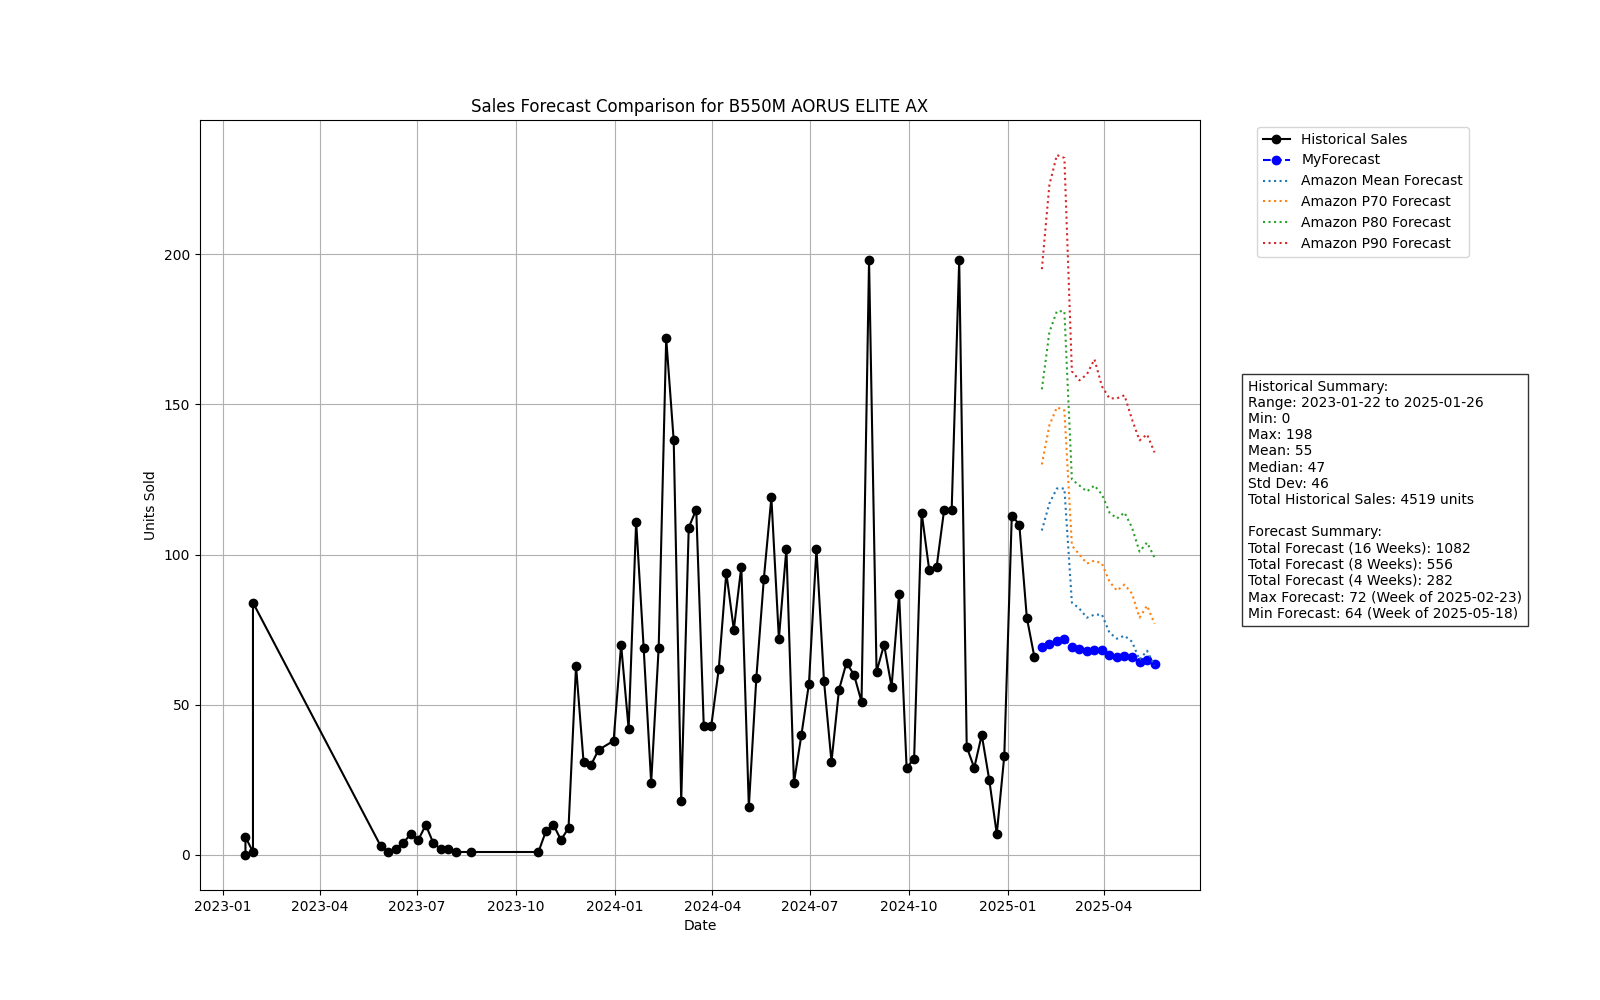 Sales Forecast Comparison for B550M AORUS ELITE AX
Units Sold
200
150
100
50
0
2023-01
2023-04
2023-07
2023-10
2024-01
2024-04
2024-07
2024-10
2025-01
2025-04
Date
Historical Sales
MyForecast
Amazon Mean Forecast
Amazon P70 Forecast
Amazon P80 Forecast
Amazon P90 Forecast
Historical Summary:
Range: 2023-01-22 to 2025-01-26
Min: 0
Max: 198
Mean: 55
Median: 47
Std Dev: 46
Total Historical Sales: 4519 units
Forecast Summary:
Total Forecast (16 Weeks): 1082
Total Forecast (8 Weeks): 556
Total Forecast (4 Weeks): 282
Max Forecast: 72 (Week of 2025-02-23)
Min Forecast: 64 (Week of 2025-05-18)